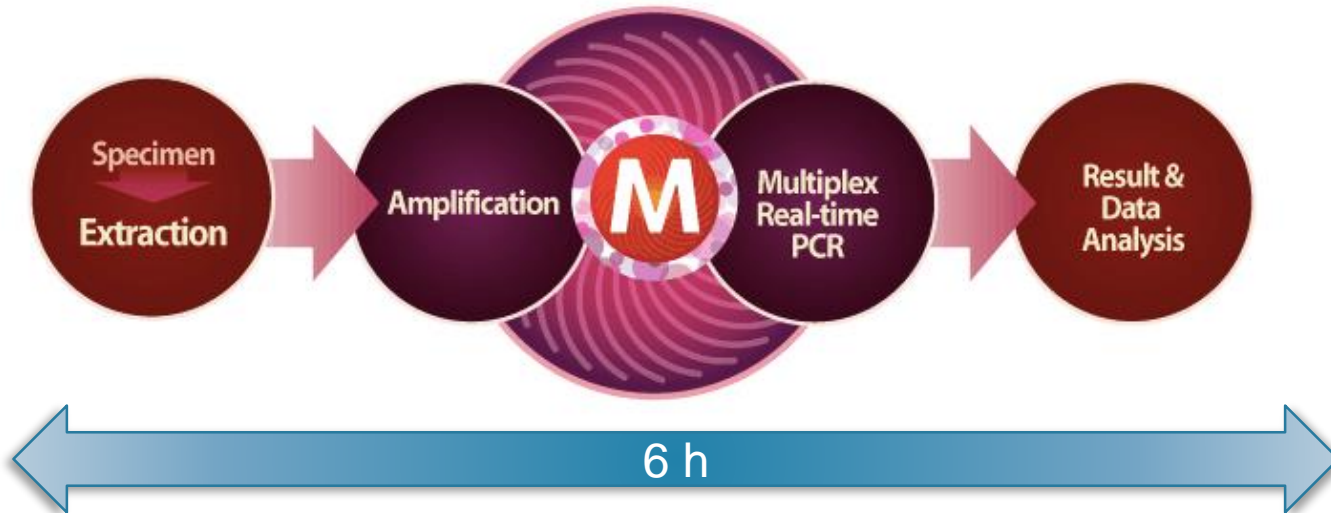 Specimen
Extraction
Amplification
M
Multiplex
Real-time
PCR
Result &
Data
Analysis
6 h